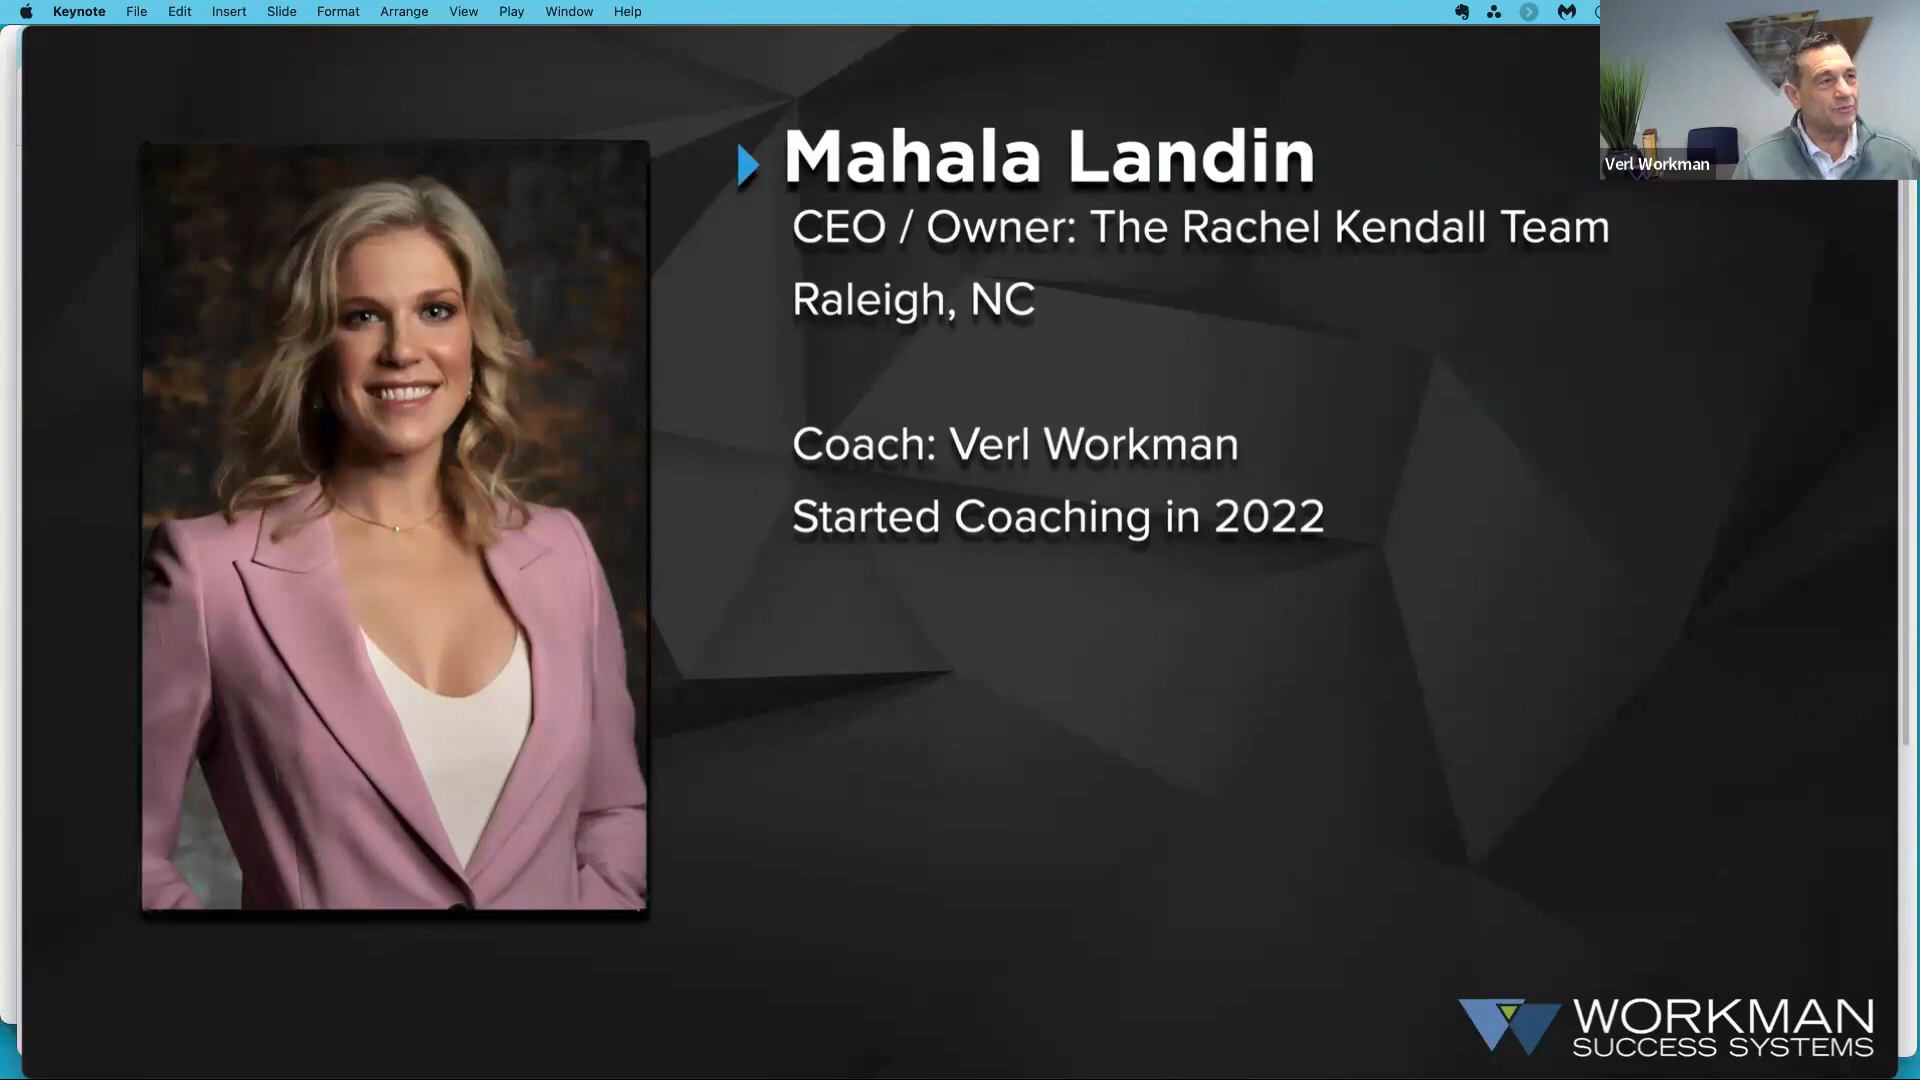 Keynote File Edit Insert Slide Format Arrange View Play Window Help
Verl Workman
Mahala Landin
CEO / Owner: The Rachel Kendall Team
Raleigh, NC
Coach: Verl Workman
Started Coaching in 2022
WORKMAN
SUCCESS SYSTEMS